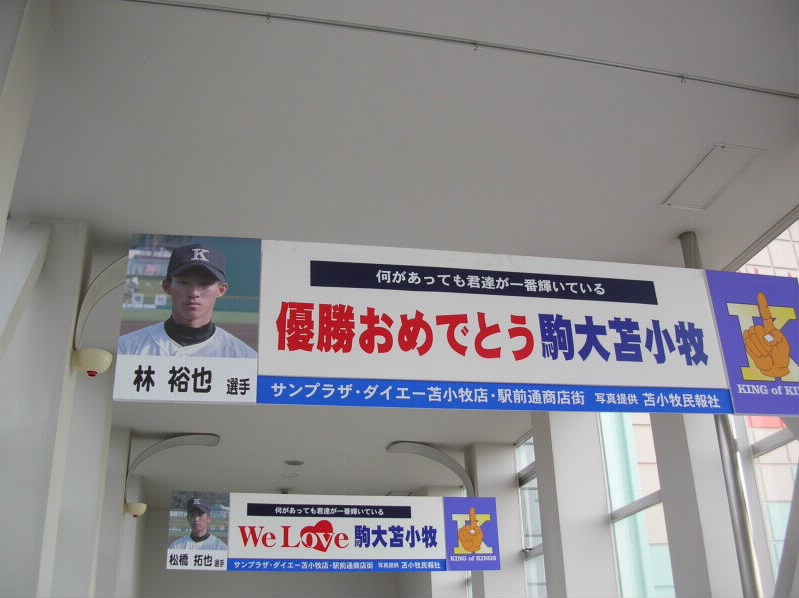 K
何があっても君達が一番輝いている
優勝おめでとう駒大苫小牧
林 裕也 選手
サンプラザ・ダイエー苫小牧店・駅前通商店街 写真提供 苫小牧民報社
K
KING of KIN
K
何があっても君達が一番輝いている
We Love 駒大苫小牧
松橋 拓也 選手
サンプラザ・ダイエー苫小牧店・駅前通商店街 写真提供 苫小牧民報社
K
KING of KINGS